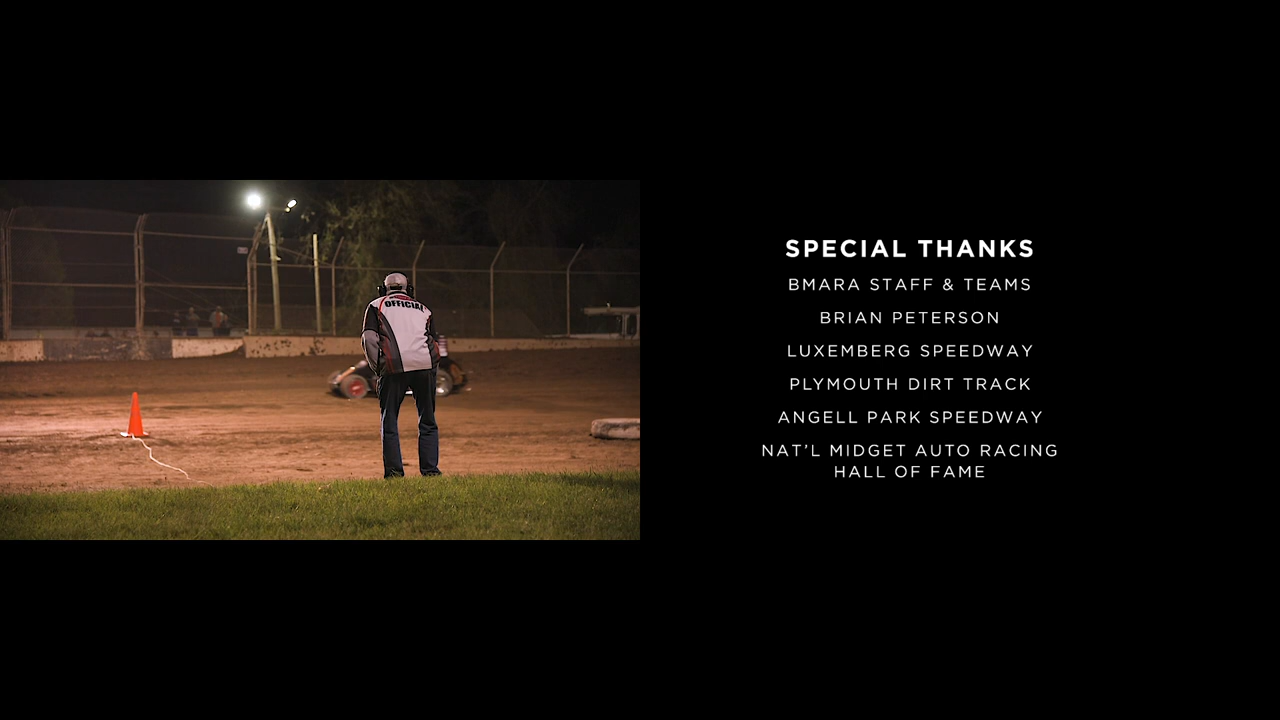 OFFICIAL
SPECIAL THANKS
BMARA STAFF & TEAMS
BRIAN PETERSON
LUXEMBERG SPEEDWAY
PLYMOUTH DIRT TRACK
ANGELL PARK SPEEDWAY
NAT'L MIDGET AUTO RACING
HALL OF FAME